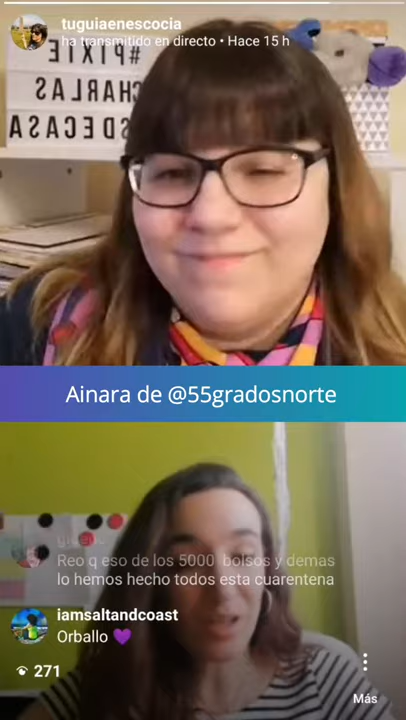 tuguiaenescocia
ha transmitido en directo • Hace 15 h
#PIXIE
CHARLAS
DESDECASA
Ainara de @55gradosnorte
Reo q eso de los 5000 bolsos y demas
lo hemos hecho todos esta cuarentena
iamsaltandcoast
Orballo 💜
271
Más